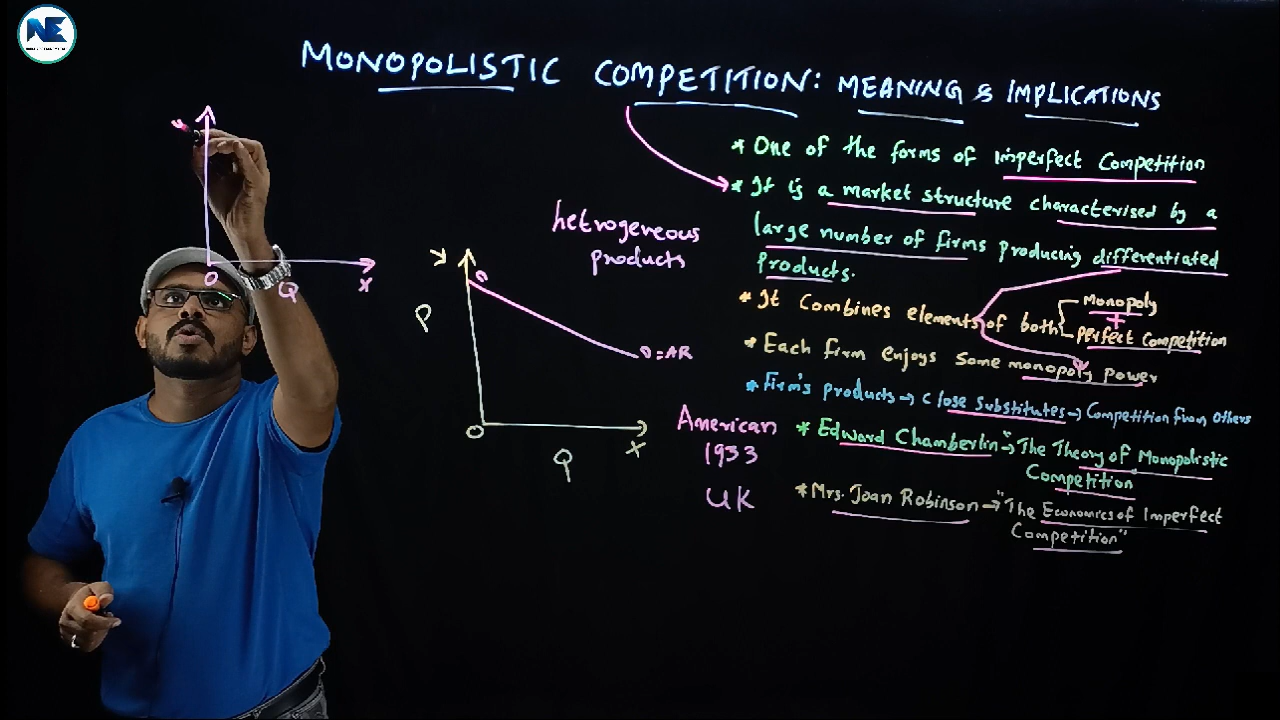 NE
MONOPOLISTIC COMPETITION: MEANING & IMPLICATIONS
* One of the forms of Imperfect Competition
* It is a market structure characterised by a
large number of firms producing differentiated
Products.
* It Combines elements of both
Monopoly
+
Perfect Competition
* Each firm enjoys some monopoly Power
* Firm's products → Close Substitutes → Competition from Others
* Edward Chamberlin → "The Theory of Monopolistic
Competition
* Mrs. Joan Robinson → "The Economics of Imperfect
Competition"
hetrogeneous
products
American
1933
UK
Y
O
Q
X
Y
P
D
D=AR
O
Q
X